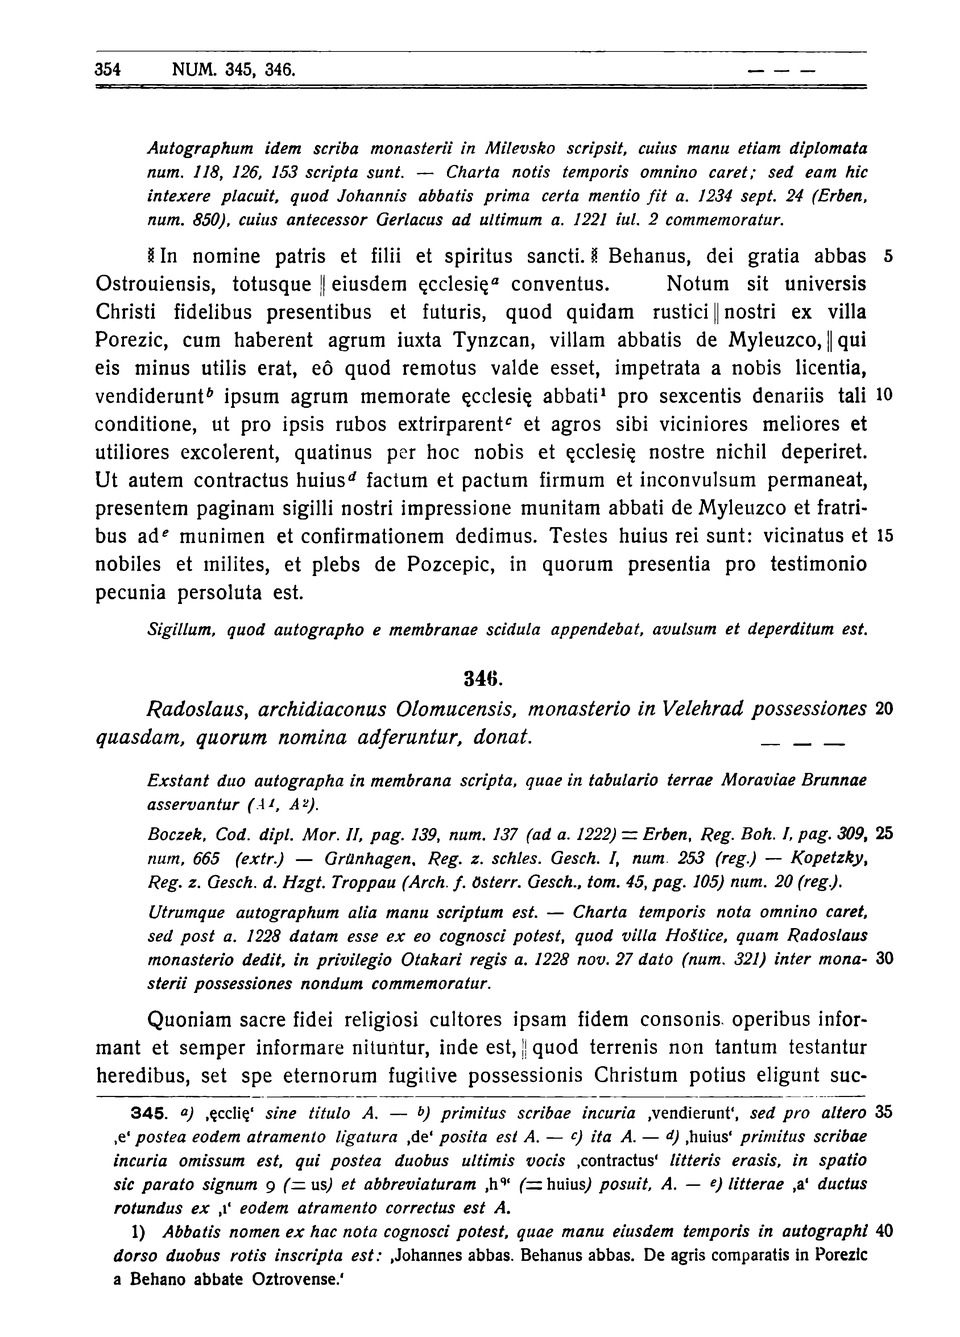 354 NUM. 345, 346. — — —
Autographum idem scriba monasterii in Milevsko scripsit, cuius manu etiam diplomata
num. 118, 126, 153 scripta sunt. — Charta notis temporis omnino caret; sed eam hic
intexere placuit, quod Johannis abbatis prima certa mentio fit a. 1234 sept. 24 (Erben,
num. 850), cuius antecessor Gerlacus ad ultimum a. 1221 iul. 2 commemoratur.
⁑ In nomine patris et filii et spiritus sancti. ⁑ Behanus, dei gratia abbas 5
Ostrouiensis, totusque || eiusdem ęcclesięᵃ conventus. Notum sit universis
Christi fidelibus presentibus et futuris, quod quidam rustici || nostri ex villa
Porezic, cum haberent agrum iuxta Tynzcan, villam abbatis de Myleuzco, || qui
eis minus utilis erat, eô quod remotus valde esset, impetrata a nobis licentia,
vendideruntᵇ ipsum agrum memorate ęcclesię abbati¹ pro sexcentis denariis tali 10
conditione, ut pro ipsis rubos extrirparentᶜ et agros sibi viciniores meliores et
utiliores excolerent, quatinus per hoc nobis et ęcclesię nostre nichil deperiret.
Ut autem contractus huiusᵈ factum et pactum firmum et inconvulsum permaneat,
presentem paginam sigilli nostri impressione munitam abbati de Myleuzco et fratri-
bus adᵉ munimen et confirmationem dedimus. Testes huius rei sunt: vicinatus et 15
nobiles et milites, et plebs de Pozcepic, in quorum presentia pro testimonio
pecunia persoluta est.
Sigillum, quod autographo e membranae scidula appendebat, avulsum et deperditum est.
346.
Radoslaus, archidiaconus Olomucensis, monasterio in Velehrad possessiones 20
quasdam, quorum nomina adferuntur, donat. — — —
Exstant duo autographa in membrana scripta, quae in tabulario terrae Moraviae Brunnae
asservantur (A¹, A²).
Boczek, Cod. dipl. Mor. II, pag. 139, num. 137 (ad a. 1222) = Erben, Reg. Boh. I, pag. 309, 25
num, 665 (extr.) — Grünhagen, Reg. z. schles. Gesch. I, num. 253 (reg.) — Kopetzky,
Reg. z. Gesch. d. Hzgt. Troppau (Arch. f. österr. Gesch., tom. 45, pag. 105) num. 20 (reg.).
Utrumque autographum alia manu scriptum est. — Charta temporis nota omnino caret,
sed post a. 1228 datam esse ex eo cognosci potest, quod villa Hoštice, quam Radoslaus
monasterio dedit, in privilegio Otakari regis a. 1228 nov. 27 dato (num. 321) inter mona- 30
sterii possessiones nondum commemoratur.
Quoniam sacre fidei religiosi cultores ipsam fidem consonis operibus infor-
mant et semper informare nituntur, inde est, || quod terrenis non tantum testantur
heredibus, set spe eternorum fugitive possessionis Christum potius eligunt suc-
345. a) ‚ęcclię‘ sine titulo A. — b) primitus scribae incuria ‚vendierunt‘, sed pro altero 35
‚e‘ postea eodem atramento ligatura ‚de‘ posita est A. — c) ita A. — d) ‚huius‘ primitus scribae
incuria omissum est, qui postea duobus ultimis vocis ‚contractus‘ litteris erasis, in spatio
sic parato signum 9 (= us) et abbreviaturam ‚h⁹‘ (= huius) posuit, A. — e) litterae ‚a‘ ductus
rotundus ex ‚ı‘ eodem atramento correctus est A.
1) Abbatis nomen ex hac nota cognosci potest, quae manu eiusdem temporis in autographi 40
dorso duobus rotis inscripta est: ‚Johannes abbas. Behanus abbas. De agris comparatis in Porezic
a Behano abbate Oztrovense.‘